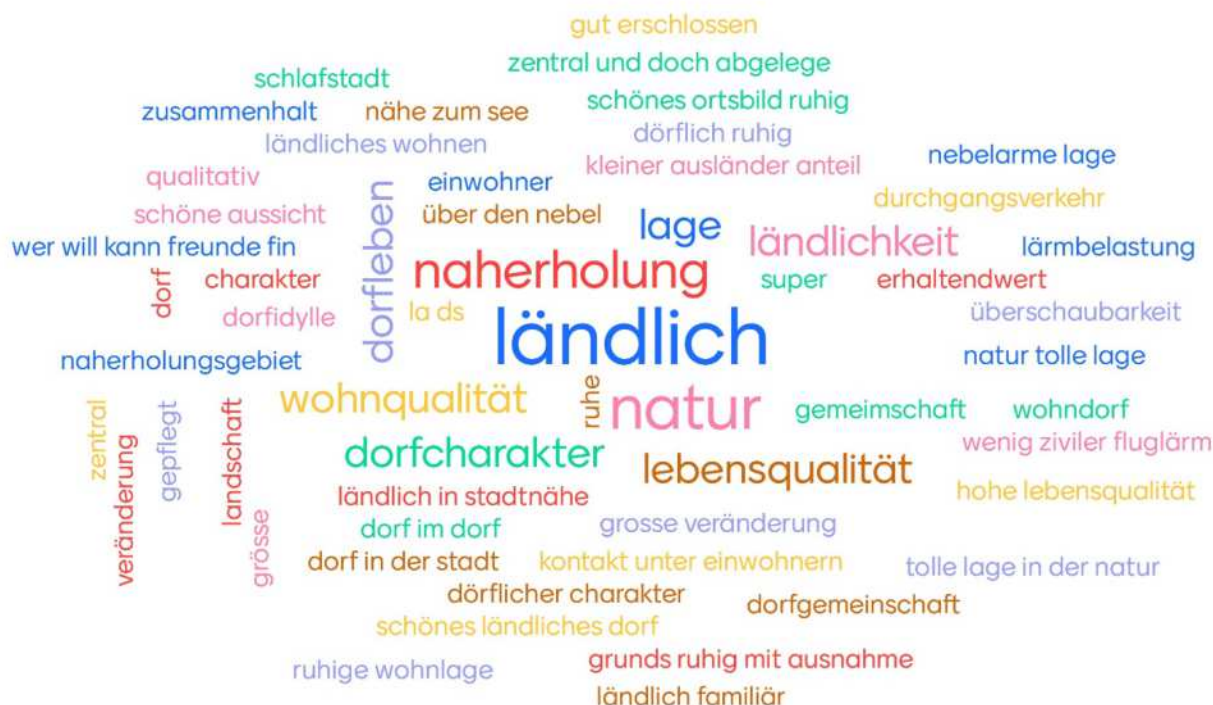 gut erschlossen
zentral und doch abgelege
schlafstadt
schönes ortsbild ruhig
zusammenhalt
nähe zum see
dörflich ruhig
ländliches wohnen
nebelarme lage
kleiner ausländer anteil
qualitativ
einwohner
durchgangsverkehr
schöne aussicht
über den nebel
lage
dorfleben
ländlichkeit
wer will kann freunde fin
lärmbelastung
naherholung
dorf
charakter
super
erhaltendwert
dorfidylle
la ds
überschaubarkeit
ländlich
naherholungsgebiet
natur tolle lage
wohnqualität
ruhe
natur
gemeimschaft
wohndorf
zentral
gepflegt
landschaft
wenig ziviler fluglärm
dorfcharakter
lebensqualität
veränderung
ländlich in stadtnähe
hohe lebensqualität
dorf im dorf
grosse veränderung
grösse
dorf in der stadt
kontakt unter einwohnern
tolle lage in der natur
dörflicher charakter
dorfgemeinschaft
schönes ländliches dorf
ruhige wohnlage
grunds ruhig mit ausnahme
ländlich familiär